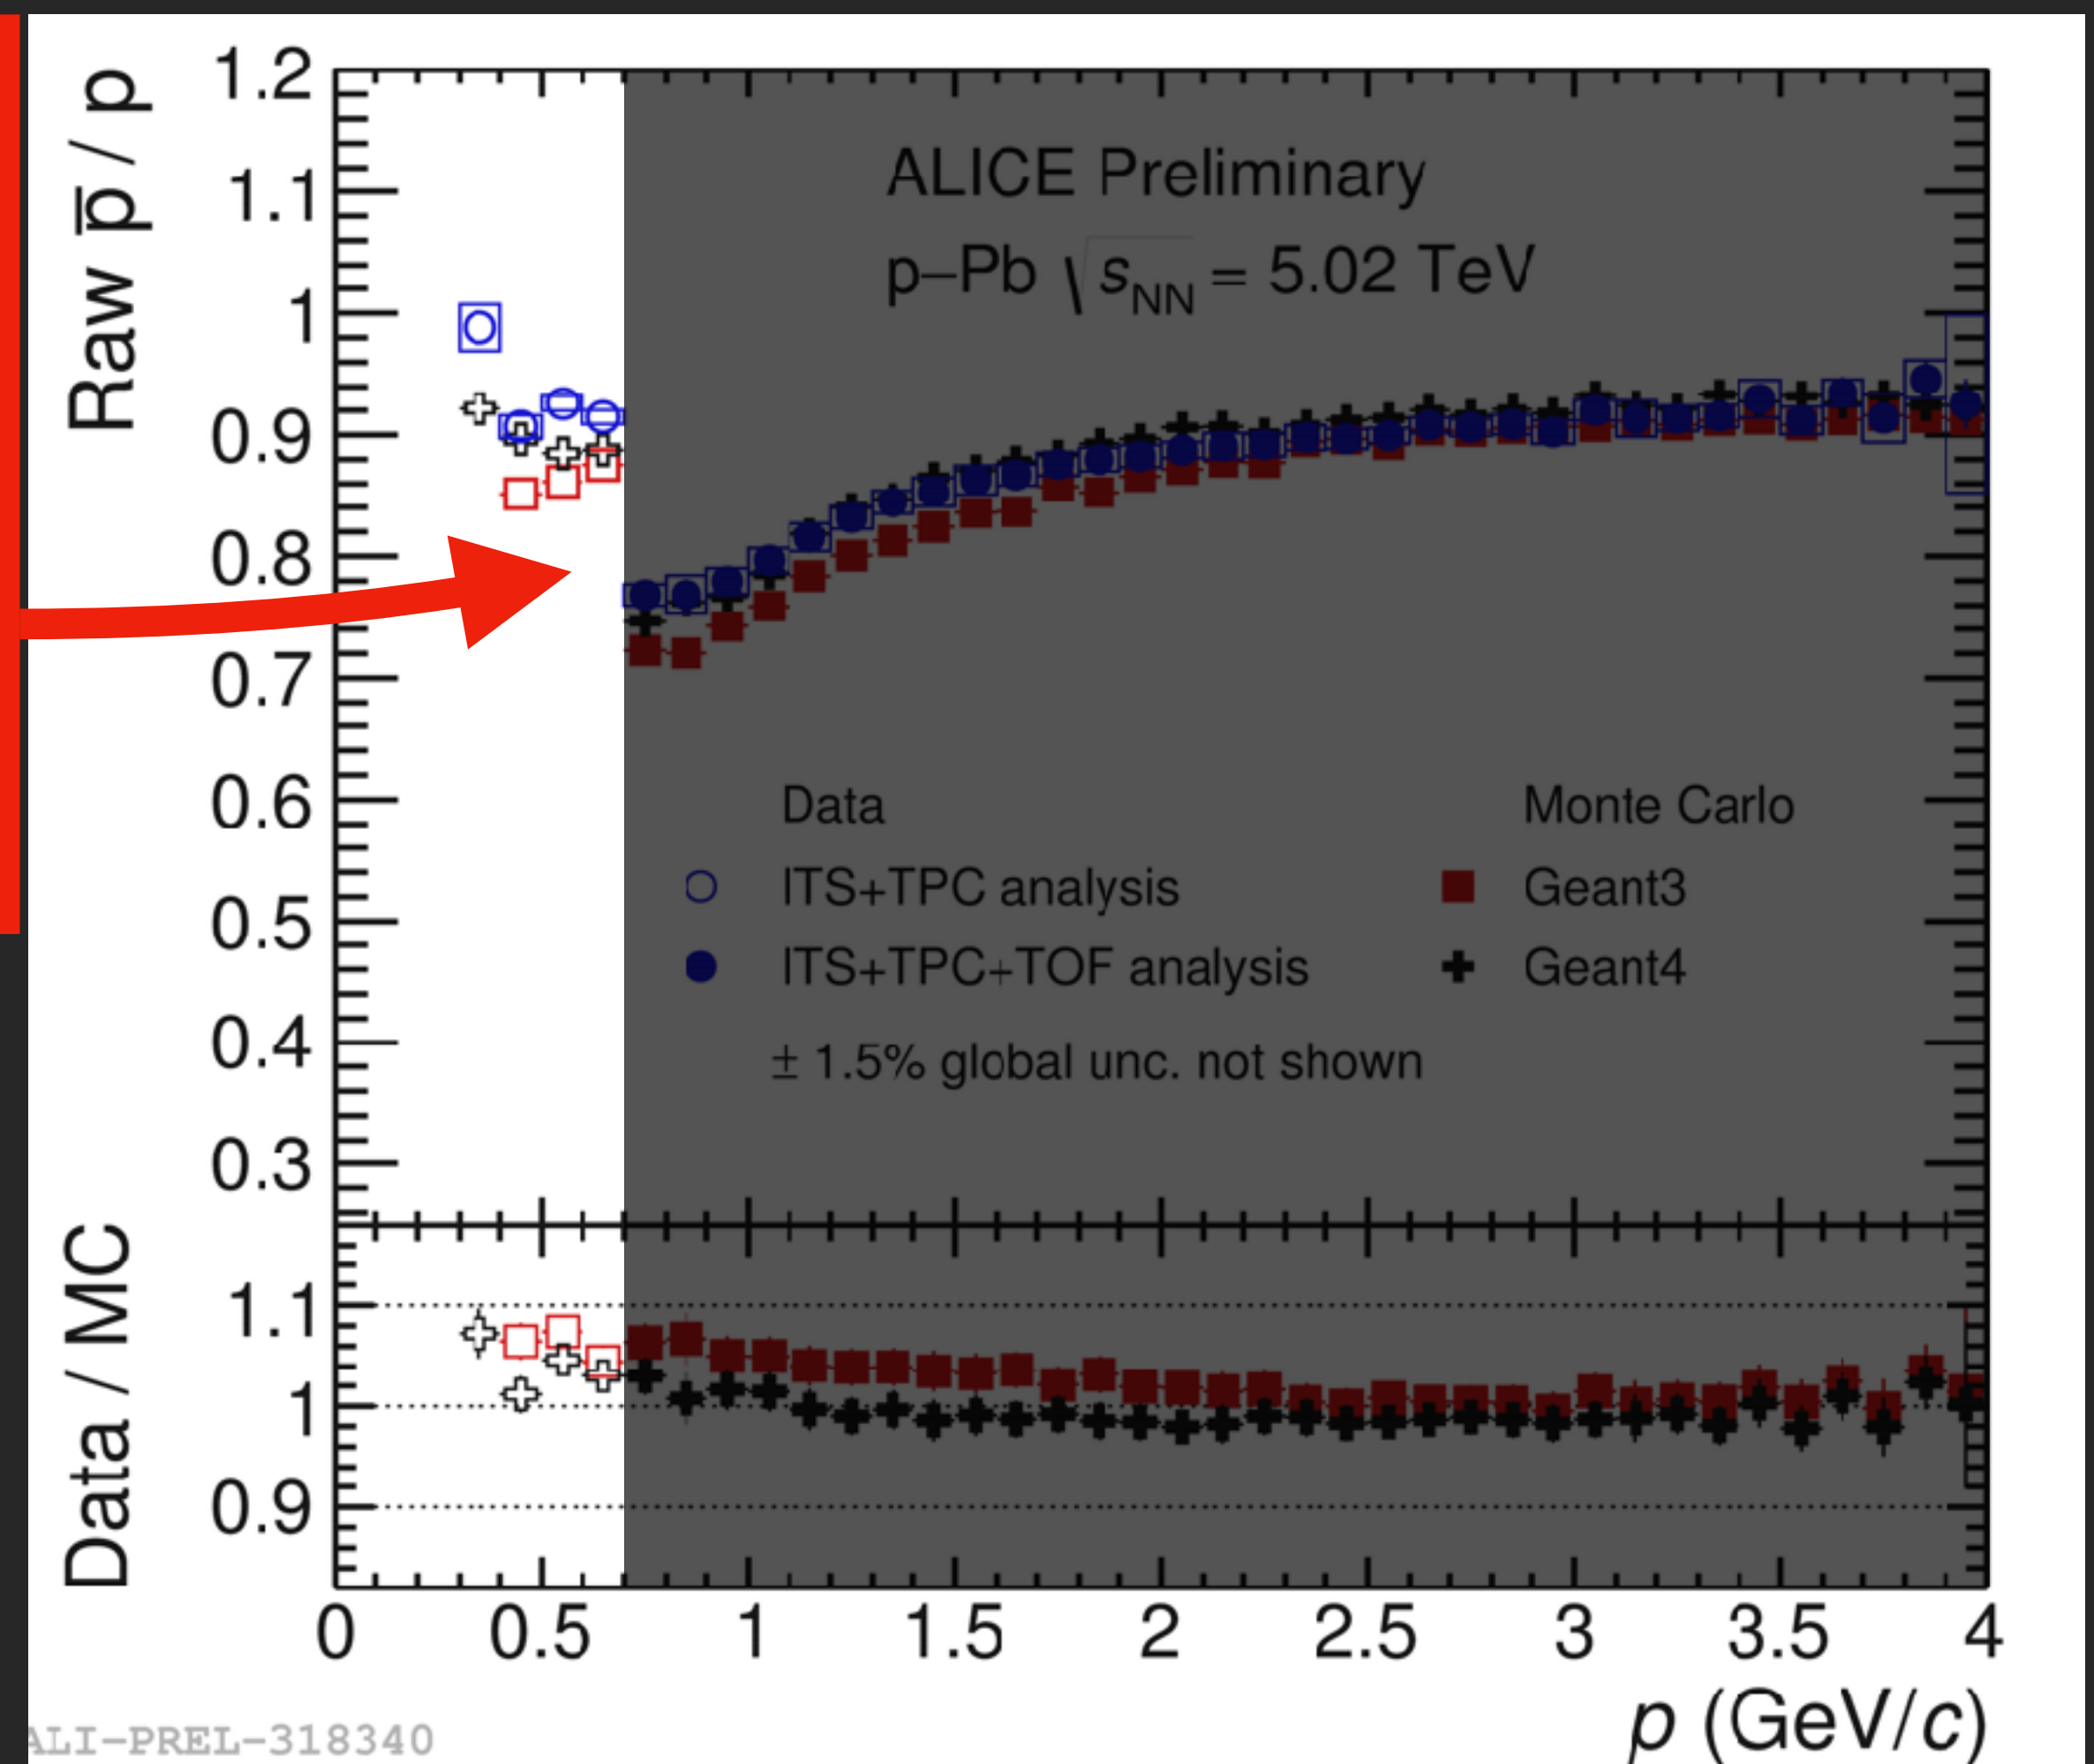 Raw p̅ / p
1.2
1.1
1
0.9
0.8
0.7
0.6
0.5
0.4
0.3
ALICE Preliminary
p–Pb √sNN = 5.02 TeV
Data
Monte Carlo
ITS+TPC analysis
Geant3
ITS+TPC+TOF analysis
Geant4
± 1.5% global unc. not shown
Data / MC
1.1
1
0.9
0 0.5 1 1.5 2 2.5 3 3.5 4
p (GeV/c)
ALI-PREL-318340